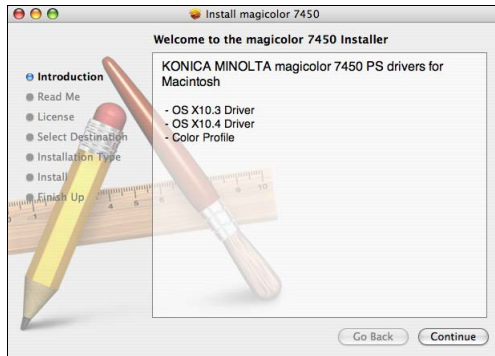 Install magicolor 7450
Welcome to the magicolor 7450 Installer
Introduction
Read Me
License
Select Destination
Installation Type
Install
Finish Up
KONICA MINOLTA magicolor 7450 PS drivers for
Macintosh
- OS X10.3 Driver
- OS X10.4 Driver
- Color Profile
Go Back
Continue